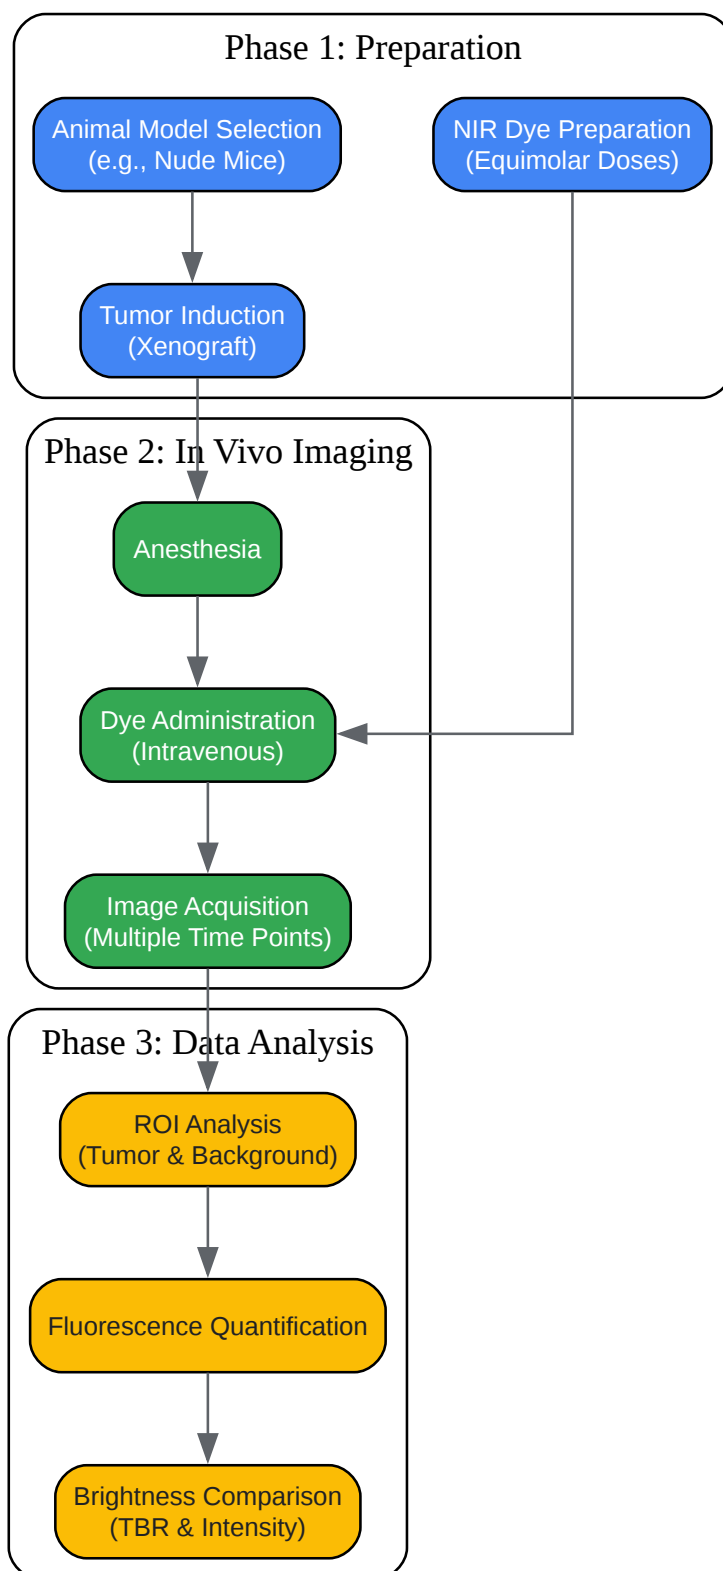 Phase 1: Preparation
Animal Model Selection
(e.g., Nude Mice)
NIR Dye Preparation
(Equimolar Doses)
Tumor Induction
(Xenograft)
Phase 2: In Vivo Imaging
Anesthesia
Dye Administration
(Intravenous)
Image Acquisition
(Multiple Time Points)
Phase 3: Data Analysis
ROI Analysis
(Tumor & Background)
Fluorescence Quantification
Brightness Comparison
(TBR & Intensity)